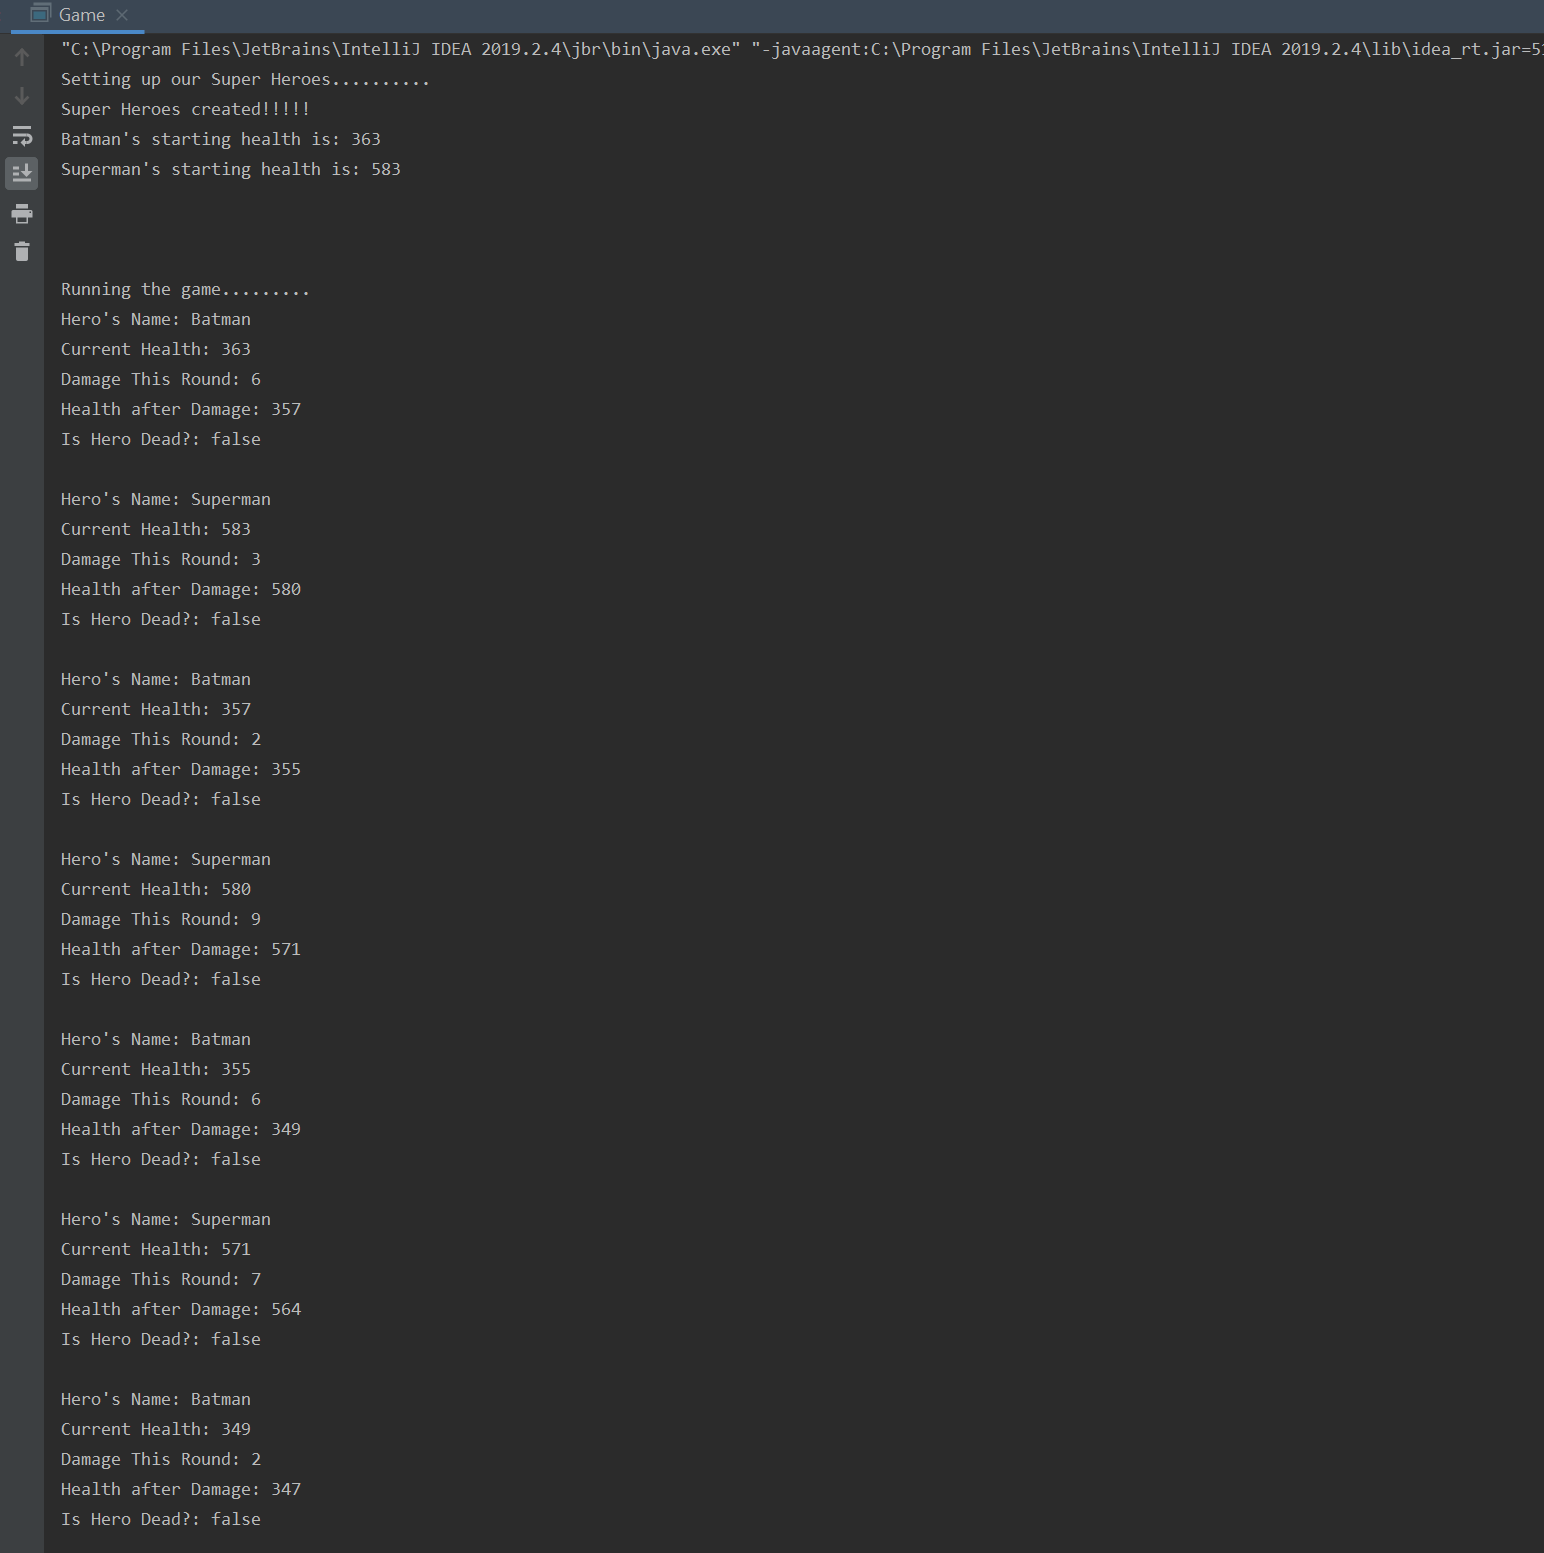 Game
"C:\Program Files\JetBrains\IntelliJ IDEA 2019.2.4\jbr\bin\java.exe" "-javaagent:C:\Program Files\JetBrains\IntelliJ IDEA 2019.2.4\lib\idea_rt.jar=
Setting up our Super Heroes..........
Super Heroes created!!!!!
Batman's starting health is: 363
Superman's starting health is: 583
Running the game.........
Hero's Name: Batman
Current Health: 363
Damage This Round: 6
Health after Damage: 357
Is Hero Dead?: false
Hero's Name: Superman
Current Health: 583
Damage This Round: 3
Health after Damage: 580
Is Hero Dead?: false
Hero's Name: Batman
Current Health: 357
Damage This Round: 2
Health after Damage: 355
Is Hero Dead?: false
Hero's Name: Superman
Current Health: 580
Damage This Round: 9
Health after Damage: 571
Is Hero Dead?: false
Hero's Name: Batman
Current Health: 355
Damage This Round: 6
Health after Damage: 349
Is Hero Dead?: false
Hero's Name: Superman
Current Health: 571
Damage This Round: 7
Health after Damage: 564
Is Hero Dead?: false
Hero's Name: Batman
Current Health: 349
Damage This Round: 2
Health after Damage: 347
Is Hero Dead?: false